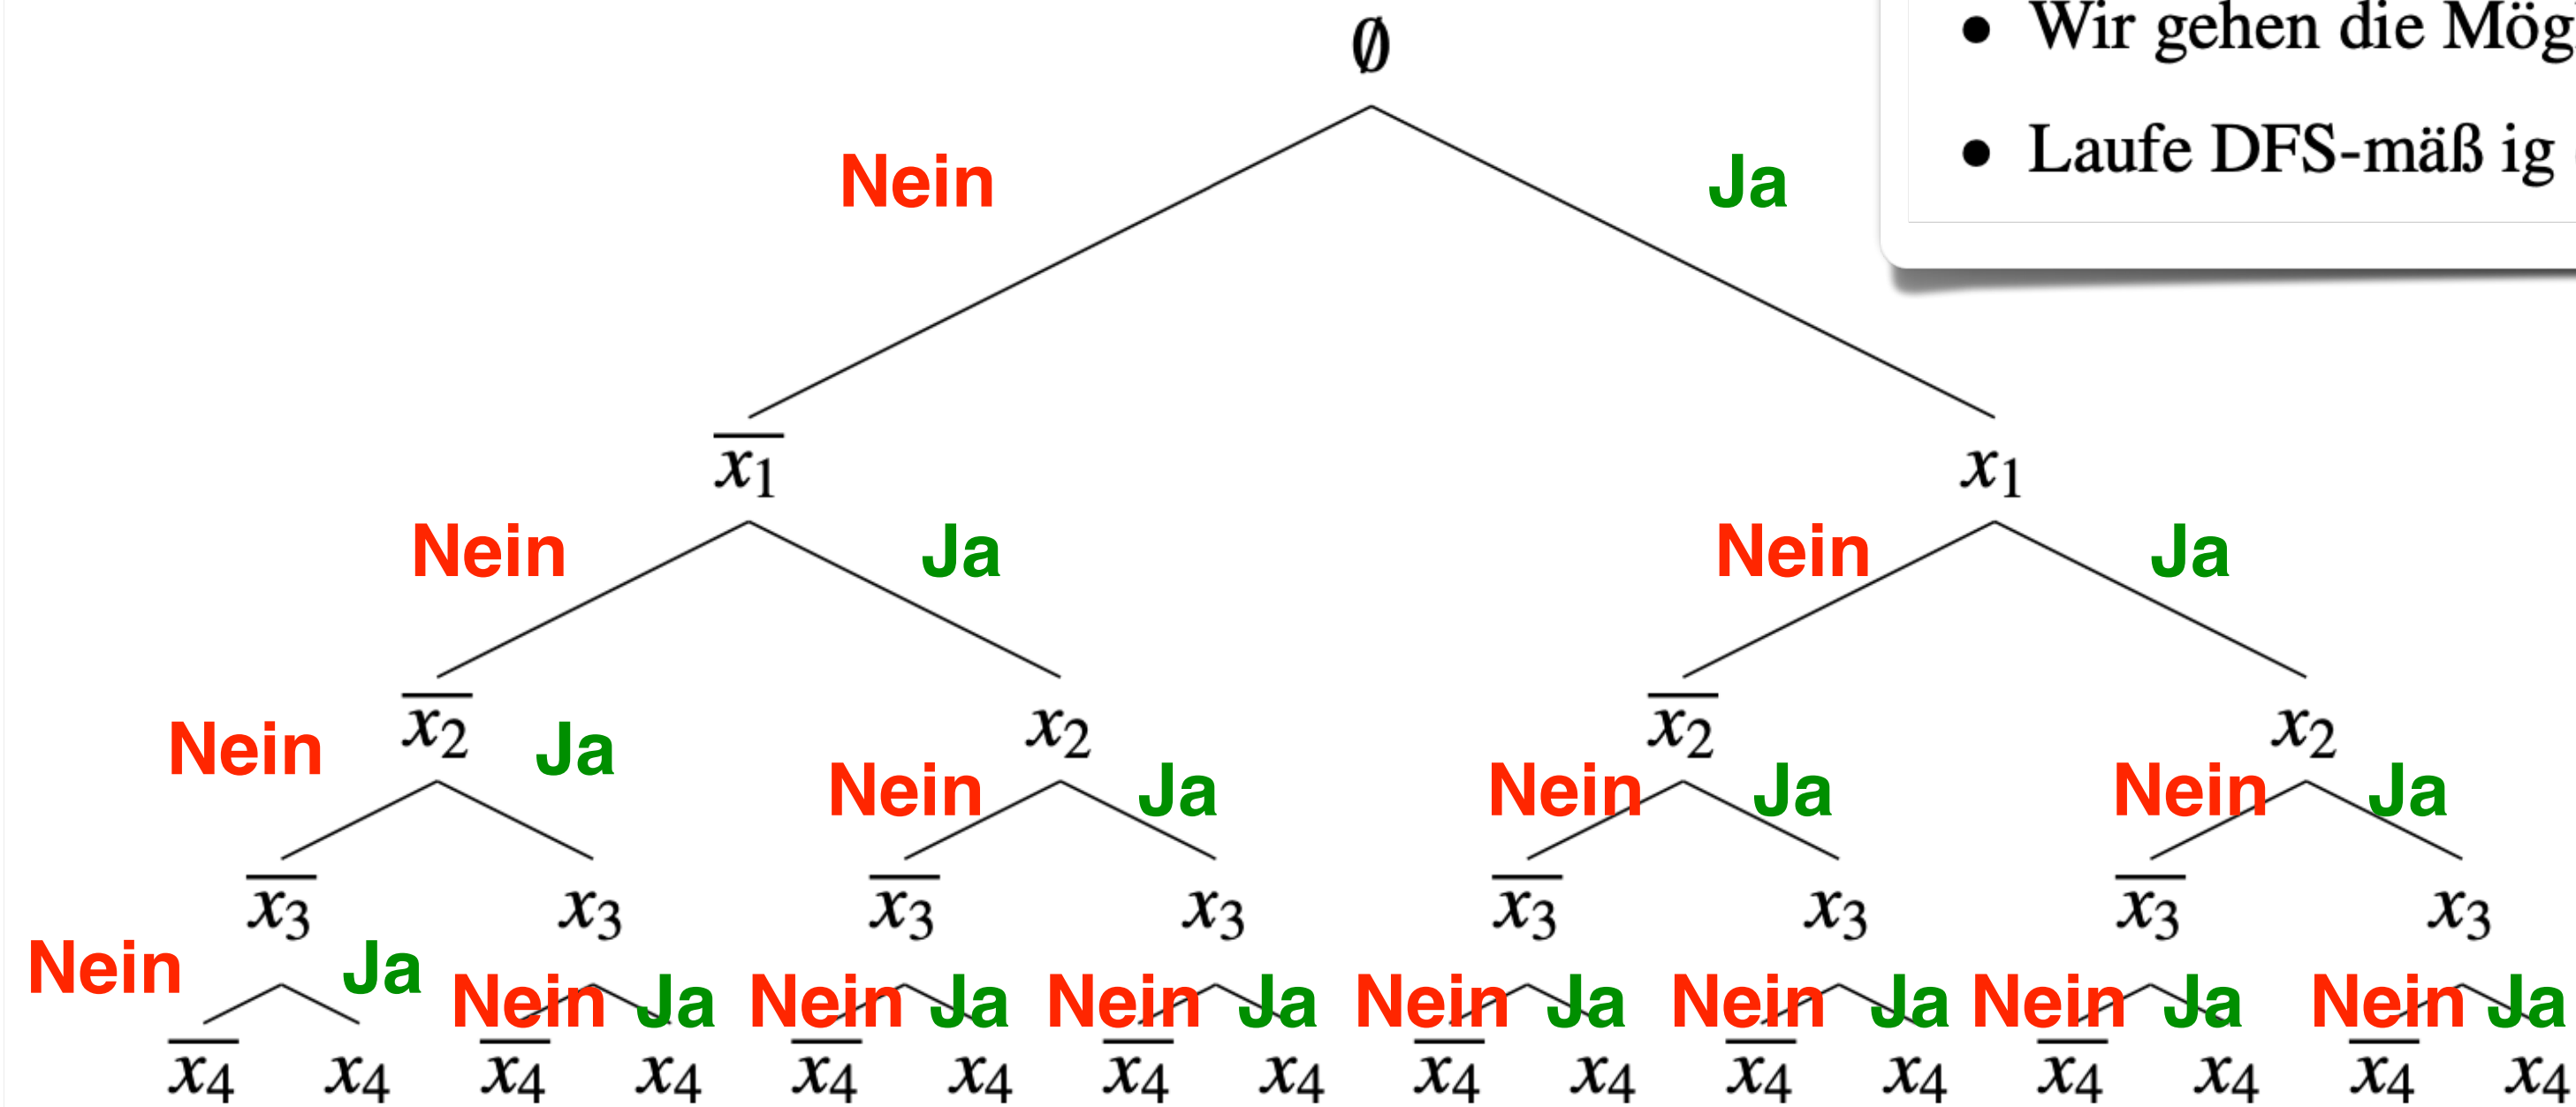 ∅
• Wir gehen die Mög
• Laufe DFS-mäß ig
Nein Ja
x̅₁ x₁
Nein Ja Nein Ja
x̅₂ x₂ x̅₂ x₂
Nein Ja Nein Ja Nein Ja Nein Ja
x̅₃ x₃ x̅₃ x₃ x̅₃ x₃ x̅₃ x₃
Nein Ja Nein Ja Nein Ja Nein Ja Nein Ja Nein Ja Nein Ja Nein Ja
x̅₄ x₄ x̅₄ x₄ x̅₄ x₄ x̅₄ x₄ x̅₄ x₄ x̅₄ x₄ x̅₄ x₄ x̅₄ x₄